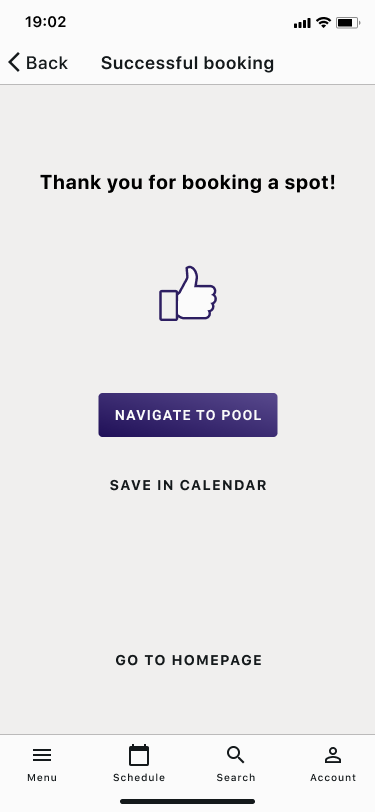 19:02
Back
Successful booking
Thank you for booking a spot!
NAVIGATE TO POOL
SAVE IN CALENDAR
GO TO HOMEPAGE
Menu
Schedule
Search
Account